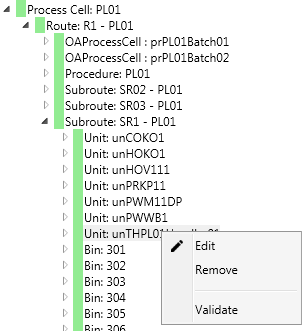 Process Cell: PL01
Route: R1 - PL01
OAProcessCell : prPL01Batch01
OAProcessCell : prPL01Batch02
Procedure: PL01
Subroute: SR02 - PL01
Subroute: SR03 - PL01
Subroute: SR1 - PL01
Unit: unCOKO1
Unit: unHOKO1
Unit: unHOV111
Unit: unPRKP11
Unit: unPWM11DP
Unit: unPWWB1
Unit:
Edit
Bin: 301
Bin: 302
Remove
Bin: 303
Bin: 304
Bin: 305
Validate
Bin: 306